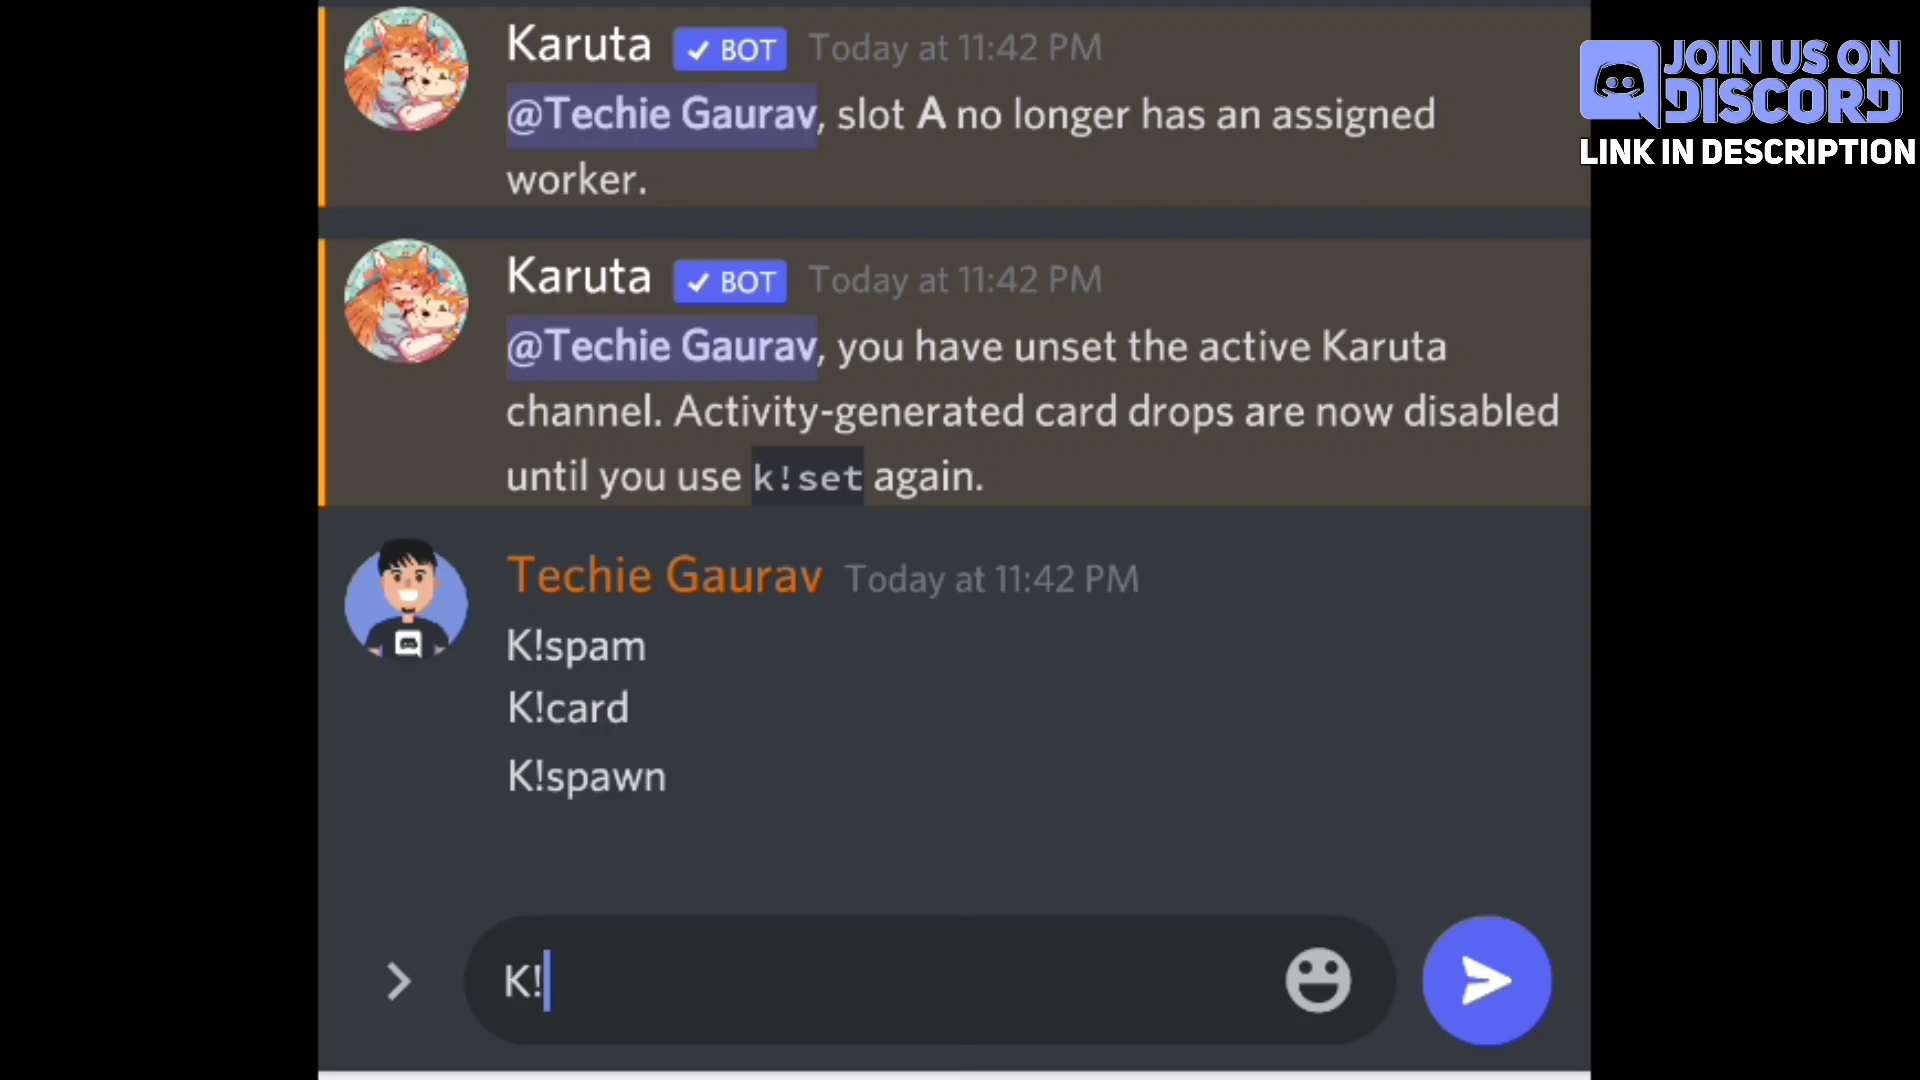 Karuta ✓ BOT Today at 11:42 PM
@Techie Gaurav, slot A no longer has an assigned
worker.
Karuta ✓ BOT Today at 11:42 PM
@Techie Gaurav, you have unset the active Karuta
channel. Activity-generated card drops are now disabled
until you use k!set again.
Techie Gaurav Today at 11:42 PM
K!spam
K!card
K!spawn
K!
JOIN US ON
DISCORD
LINK IN DESCRIPTION